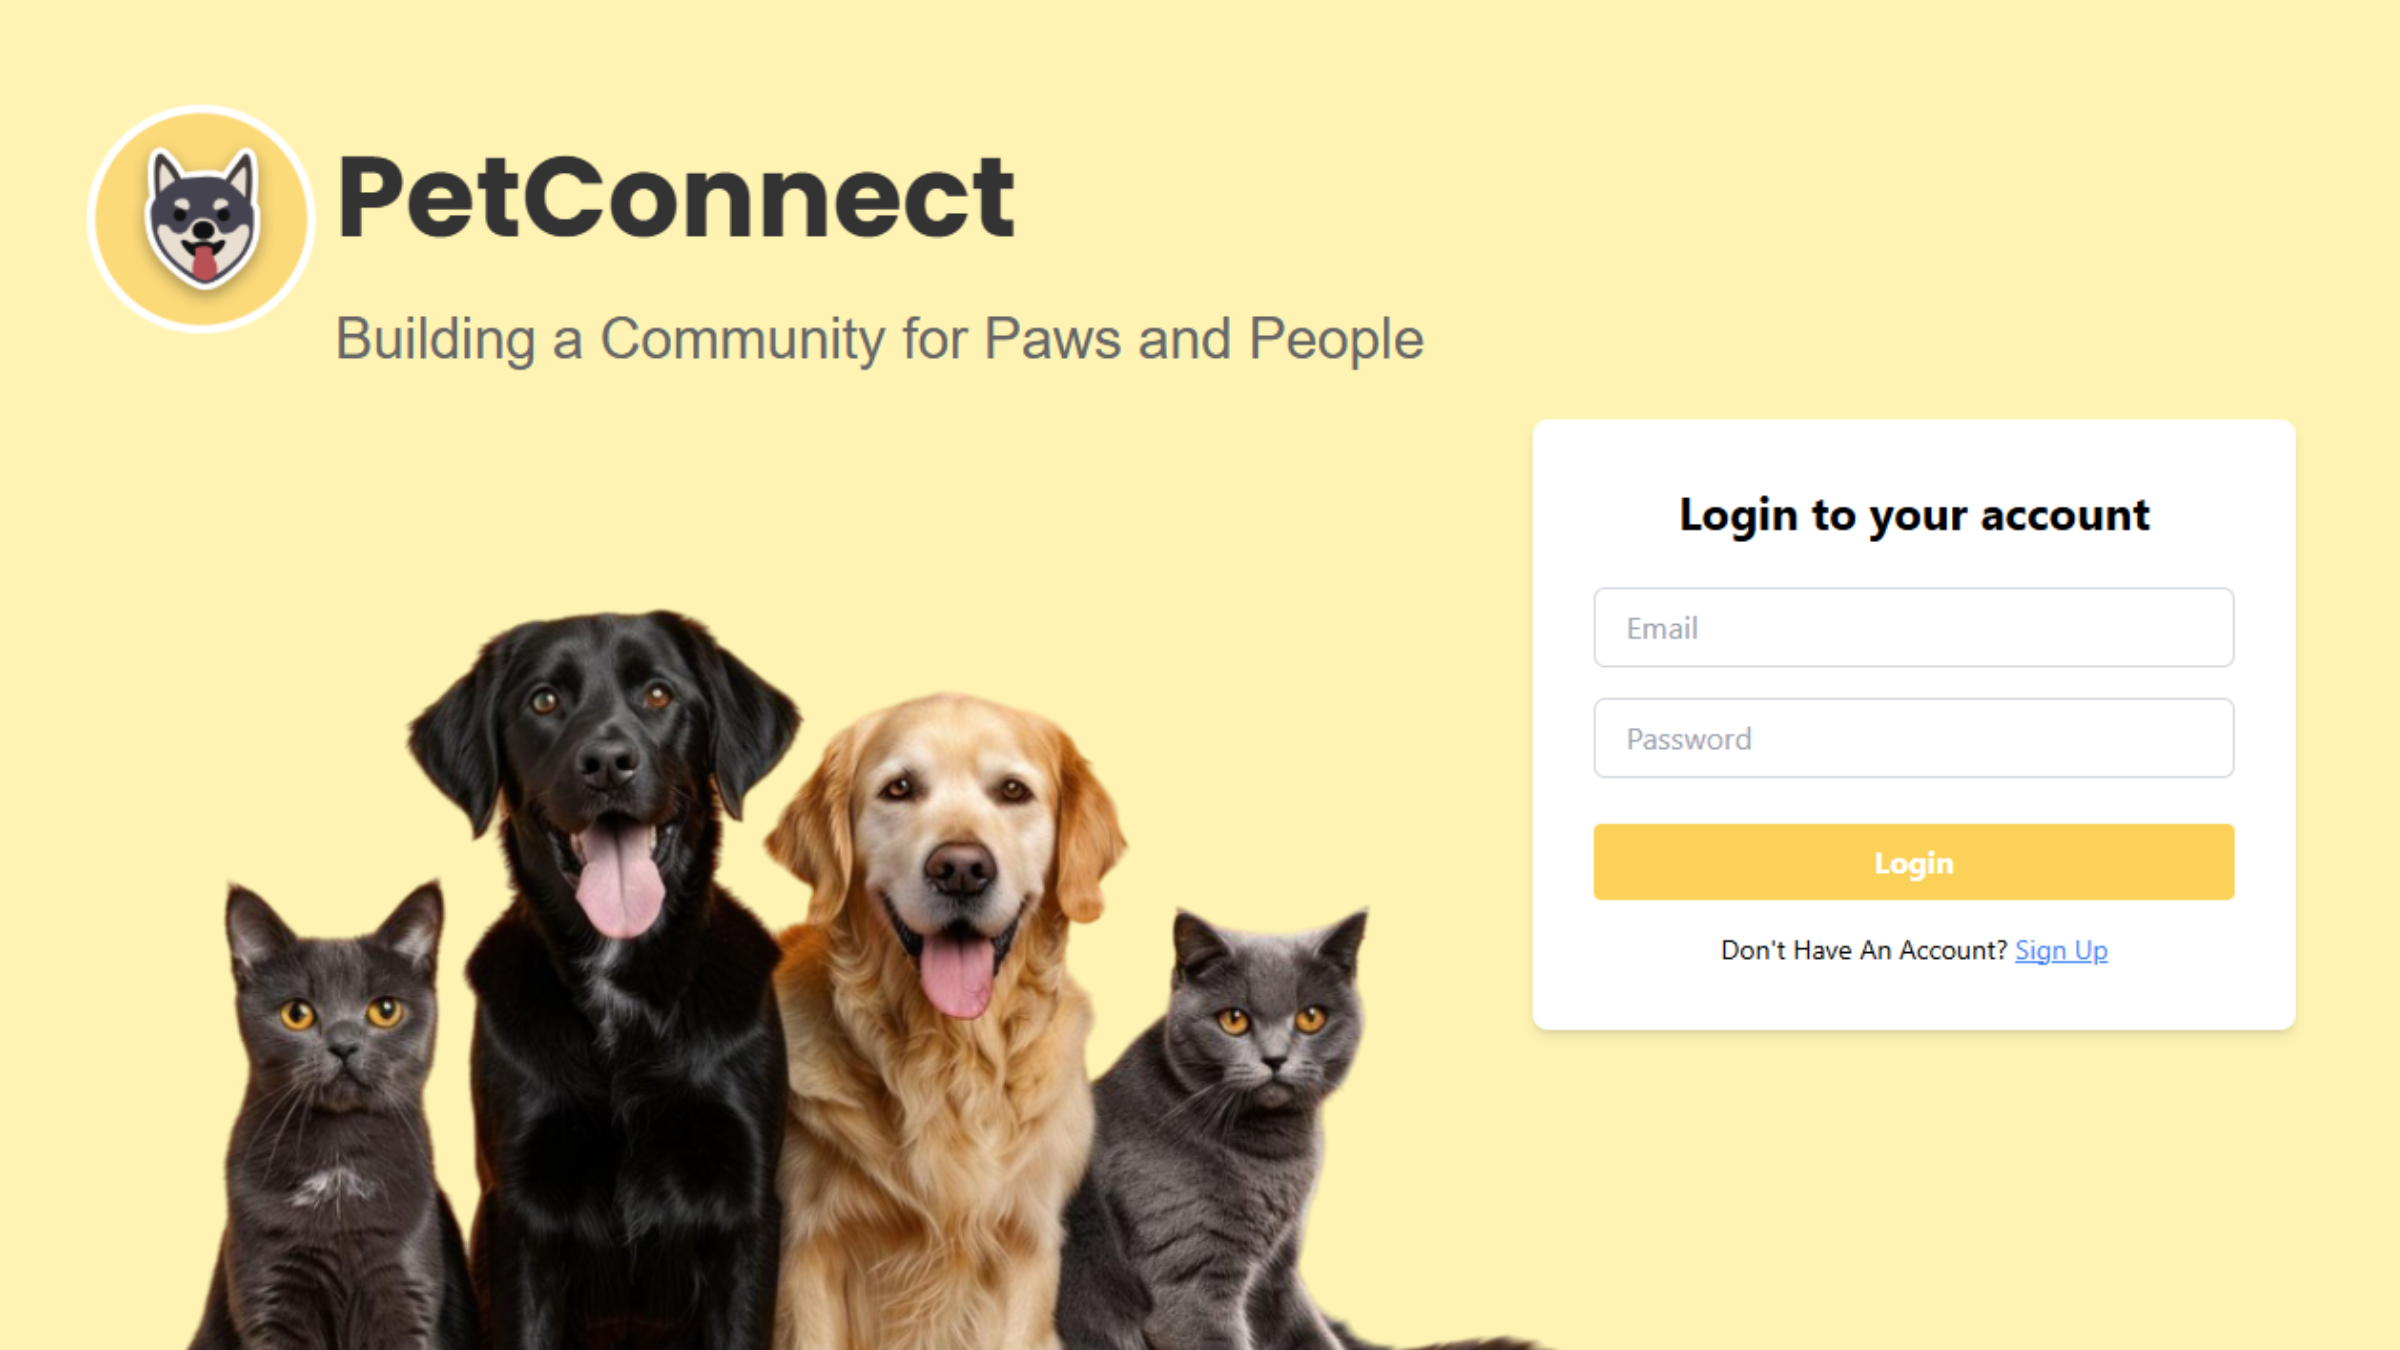 PetConnect
Building a Community for Paws and People
Login to your account
Email
Password
Login
Don't Have An Account? Sign Up